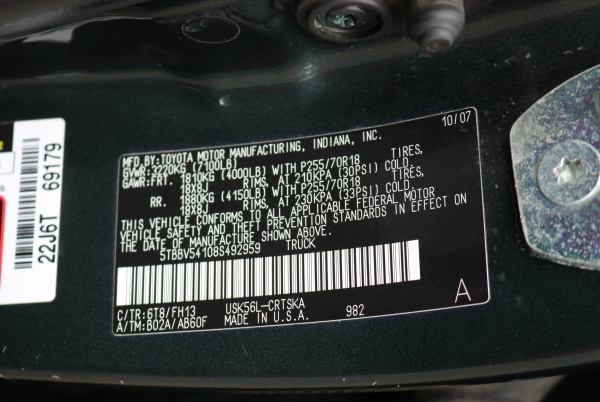 10/07
MFD.BY:TOYOTA MOTOR MANUFACTURING, INDIANA, INC.
GVWR:3220KG(7100LB)
GAWR:FRT. 1810KG(4000LB)WITH P255/70R18 TIRES,
18X8J RIMS, AT 210KPA(30PSI)COLD
RR. 1880KG(4150LB)WITH P255/70R18 TIRES,
18X8J RIMS, AT 230KPA(33PSI)COLD.
THIS VEHICLE CONFORMS TO ALL APPLICABLE FEDERAL MOTOR
VEHICLE SAFETY AND THEFT PREVENTION STANDARDS IN EFFECT ON
THE DATE OF MANUFACTURE SHOWN ABOVE.
5TBBV54108S492959 TRUCK
C/TR:6T8/FH13 USK56L-CRTSKA
A/TM:B02A/AB60F MADE IN U.S.A. 982
A
22J6T 69179